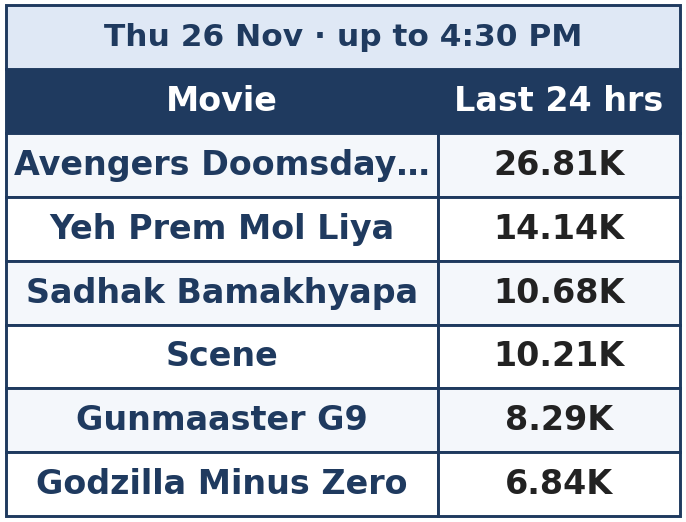 Thu 26 Nov · up to 4:30 PM
Movie Last 24 hrs
Avengers Doomsday... 26.81K
Yeh Prem Mol Liya 14.14K
Sadhak Bamakhyapa 10.68K
Scene 10.21K
Gunmaaster G9 8.29K
Godzilla Minus Zero 6.84K